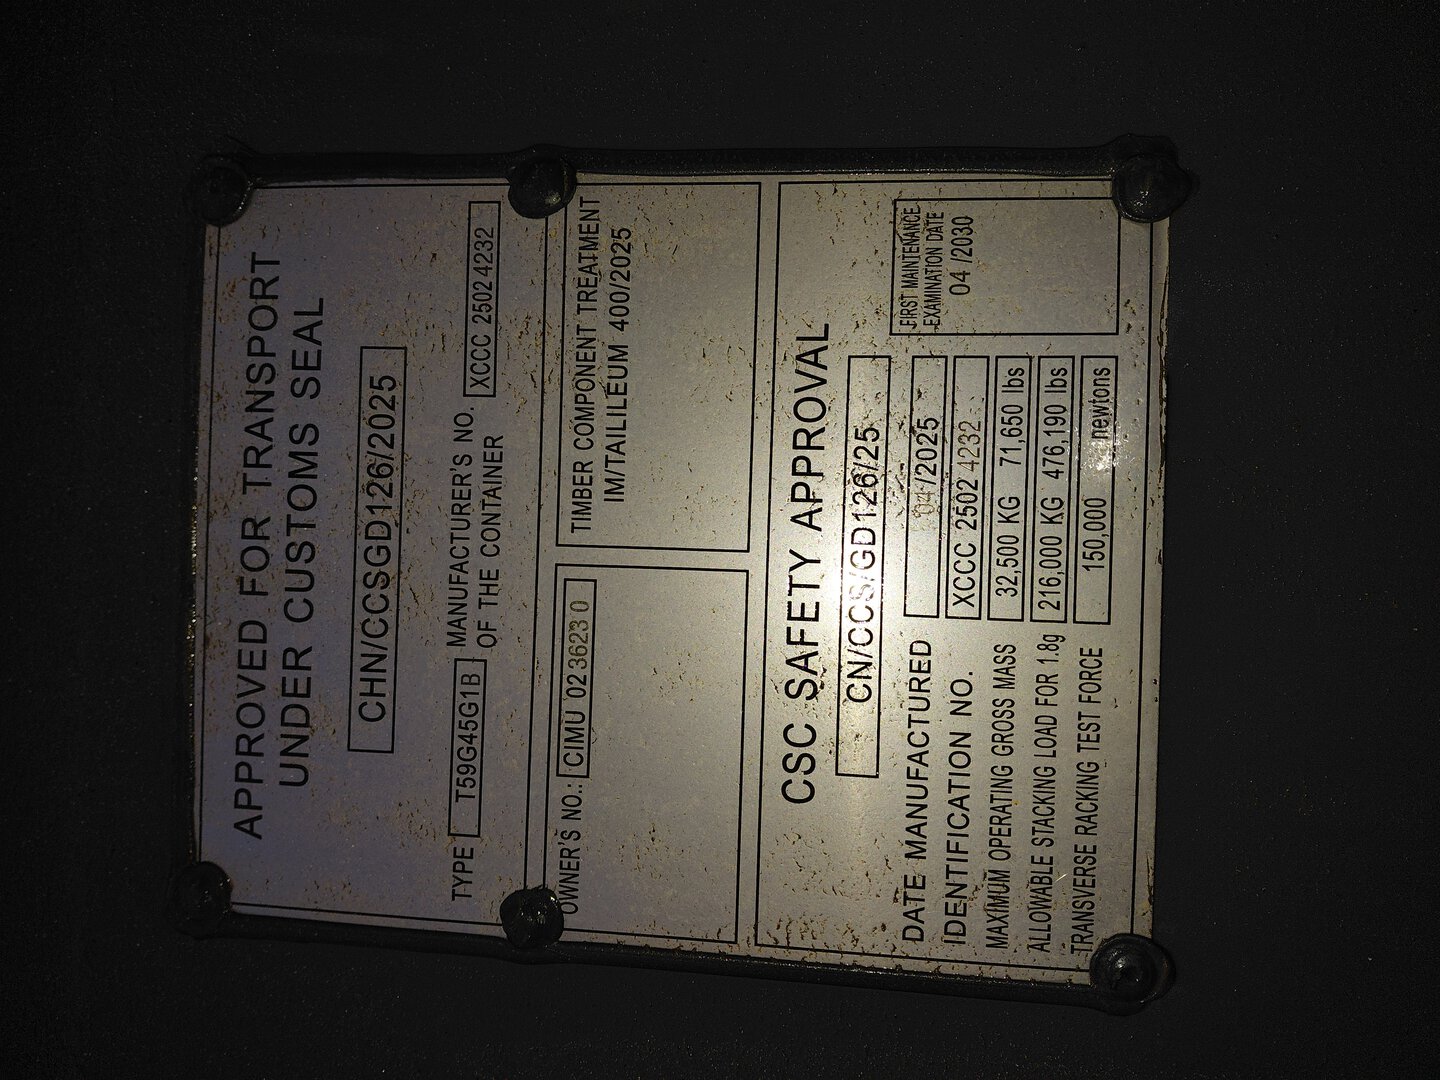 APPROVED FOR TRANSPORT
UNDER CUSTOMS SEAL
CHN/CCSGD126/2025
TYPE T59G45G1B MANUFACTURER'S NO. OF THE CONTAINER XCCC 2502 4232
OWNER'S NO.: CIMU 023623 0
TIMBER COMPONENT TREATMENT
IM/TAILILEUM 400/2025
CSC SAFETY APPROVAL
CN/CCS/GD126/25
DATE MANUFACTURED 04/2025
IDENTIFICATION NO. XCCC 2502 4232
MAXIMUM OPERATING GROSS MASS 32,500 KG 71,650 lbs
ALLOWABLE STACKING LOAD FOR 1.8g 216,000 KG 476,190 lbs
TRANSVERSE RACKING TEST FORCE 150,000 newtons
FIRST MAINTENANCE
EXAMINATION DATE
04 /2030